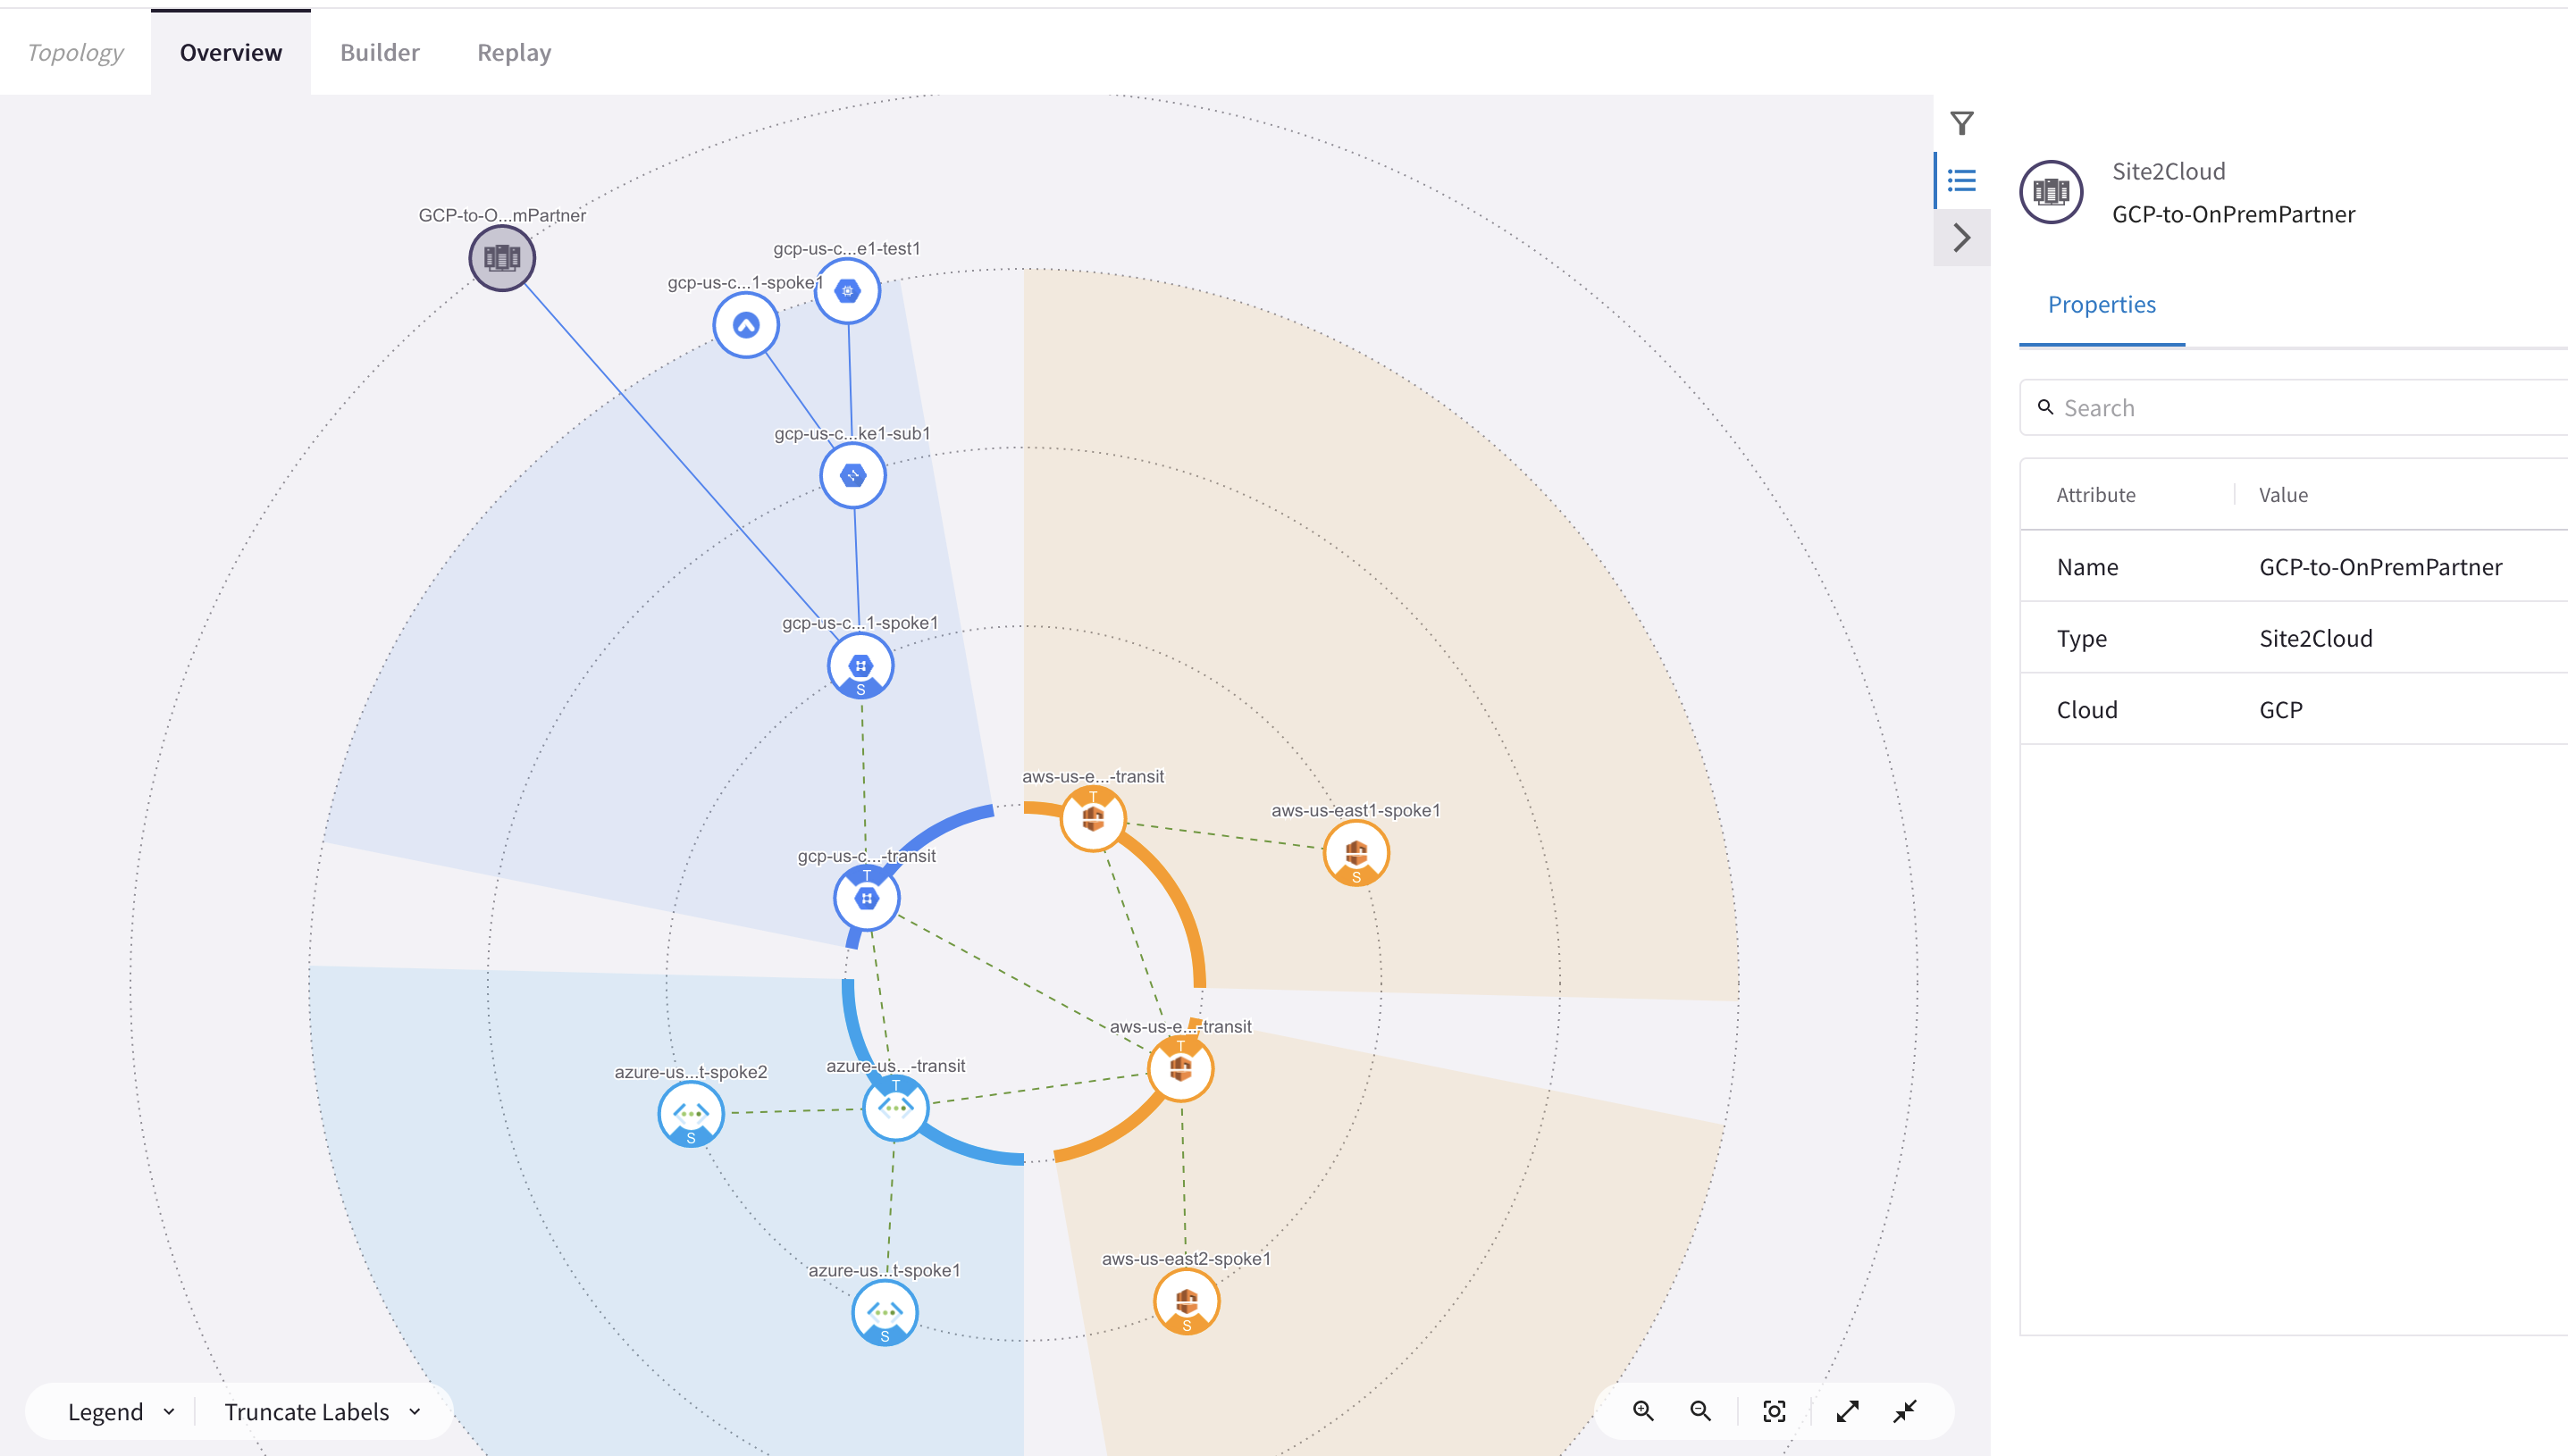 Topology Overview Builder Replay
Site2Cloud
GCP-to-OnPremPartner
Properties
Search
Attribute Value
Name GCP-to-OnPremPartner
Type Site2Cloud
Cloud GCP
GCP-to-O...mPartner
gcp-us-c...e1-test1
gcp-us-c...1-spoke1
gcp-us-c...ke1-sub1
gcp-us-c...1-spoke1
S
aws-us-e...-transit
T
aws-us-east1-spoke1
S
gcp-us-c...-transit
T
aws-us-e...-transit
T
azure-us...-transit
T
azure-us...t-spoke2
S
aws-us-east2-spoke1
S
azure-us...t-spoke1
S
Legend Truncate Labels